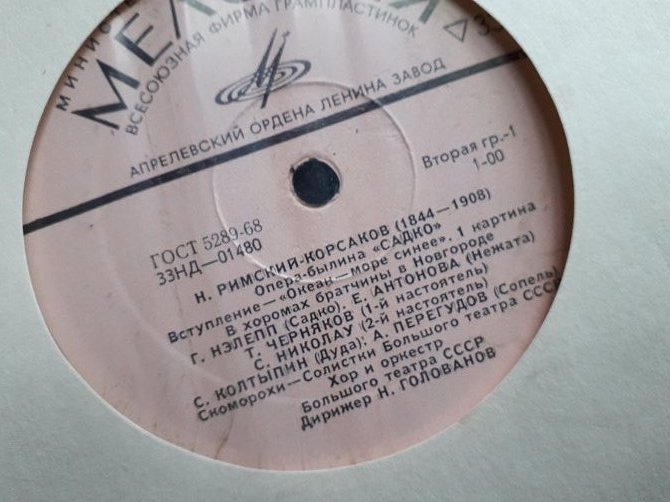 МИНИСТЕ
МЕЛО
ВСЕСОЮЗНАЯ ФИРМА ГРАМПЛАСТИНОК
АПРЕЛЕВСКИЙ ОРДЕНА ЛЕНИНА ЗАВОД
Вторая гр.-1
1-00
ГОСТ 5289-68
33НД—01480
Н. РИМСКИЙ-КОРСАКОВ (1844—1908)
Опера-былина «САДКО»
Вступление—«Океан—море синее». 1 картина
В хоромах братчины в Новгороде
Г. НЭЛЕПП (Садко), Е. АНТОНОВА (Нежата)
Т. ЧЕРНЯКОВ (1-й настоятель)
С. НИКОЛАУ (2-й настоятель)
С. КОЛТЫПИН (Дуда); А. ПЕРЕГУДОВ (Сопель)
Скоморохи—Солистки Большого театра СССР
Хор и оркестр
Большого театра СССР
Дирижер Н. ГОЛОВАНОВ